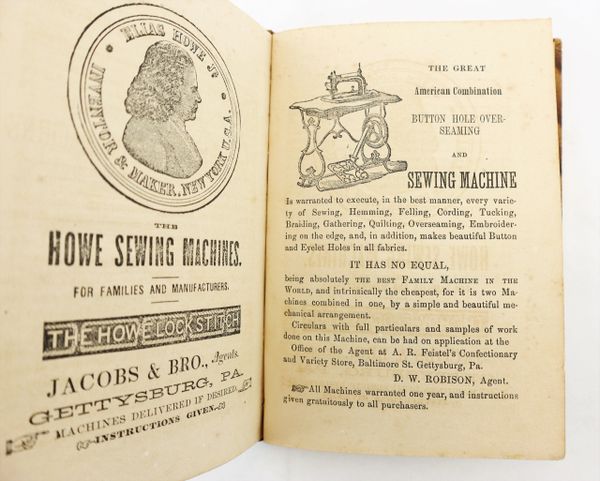 ELIAS HOWE Jr.
INVENTOR & MAKER. NEW YORK U.S.A.
THE
HOWE SEWING MACHINES.
FOR FAMILIES AND MANUFACTURERS.
THE HOWE LOCK STITCH
JACOBS & BRO., Agents.
GETTYSBURG, PA
MACHINES DELIVERED IF DESIRED.
INSTRUCTIONS GIVEN.
THE GREAT
American Combination
BUTTON HOLE OVER-
SEAMING
AND
SEWING MACHINE
Is warranted to execute, in the best manner, every varie-
ty of Sewing, Hemming, Felling, Cording, Tucking,
Braiding, Gathering, Quilting, Overseaming, Embroider-
ing on the edge, and, in addition, makes beautiful Button
and Eyelet Holes in all fabrics.
IT HAS NO EQUAL,
being absolutely THE BEST FAMILY MACHINE IN THE
WORLD, and intrinsically the cheapest, for it is two Ma-
chines combined in one, by a simple and beautiful me-
chanical arrangement.
Circulars with full particulars and samples of work
done on this Machine, can be had on application at the
Office of the Agent at A. R. Feistel's Confectionary
and Variety Store, Baltimore St. Gettysburg, Pa.
D. W. ROBISON, Agent.
All Machines warranted one year, and instructions
given gratuitously to all purchasers.